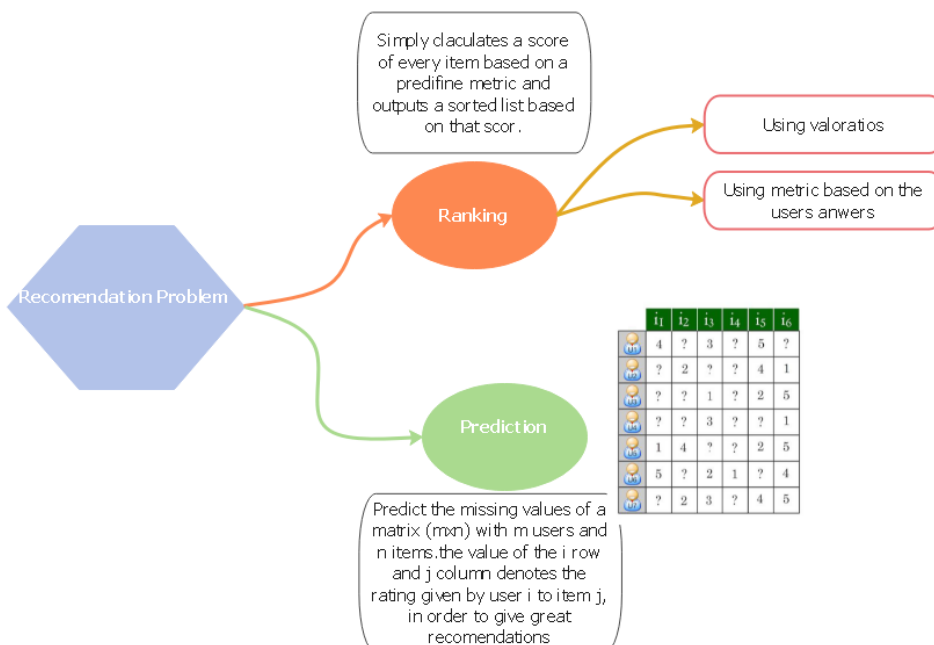 Simply claculates a score
of every item based on a
predifine metric and
outputs a sorted list based
on that scor.
Using valoratios
Ranking
Using metric based on the
users anwers
Recomendation Problem
Prediction
i1 i2 i3 i4 i5 i6
4 ? 3 ? 5 ?
? 2 ? ? 4 1
? ? 1 ? 2 5
? ? 3 ? ? 1
1 4 ? ? 2 5
5 ? 2 1 ? 4
? 2 3 ? 4 5
Predict the missing values of a
matrix (mxn) with m users and
n items.the value of the i row
and j column denotes the
rating given by user i to item j,
in order to give great
recomendations